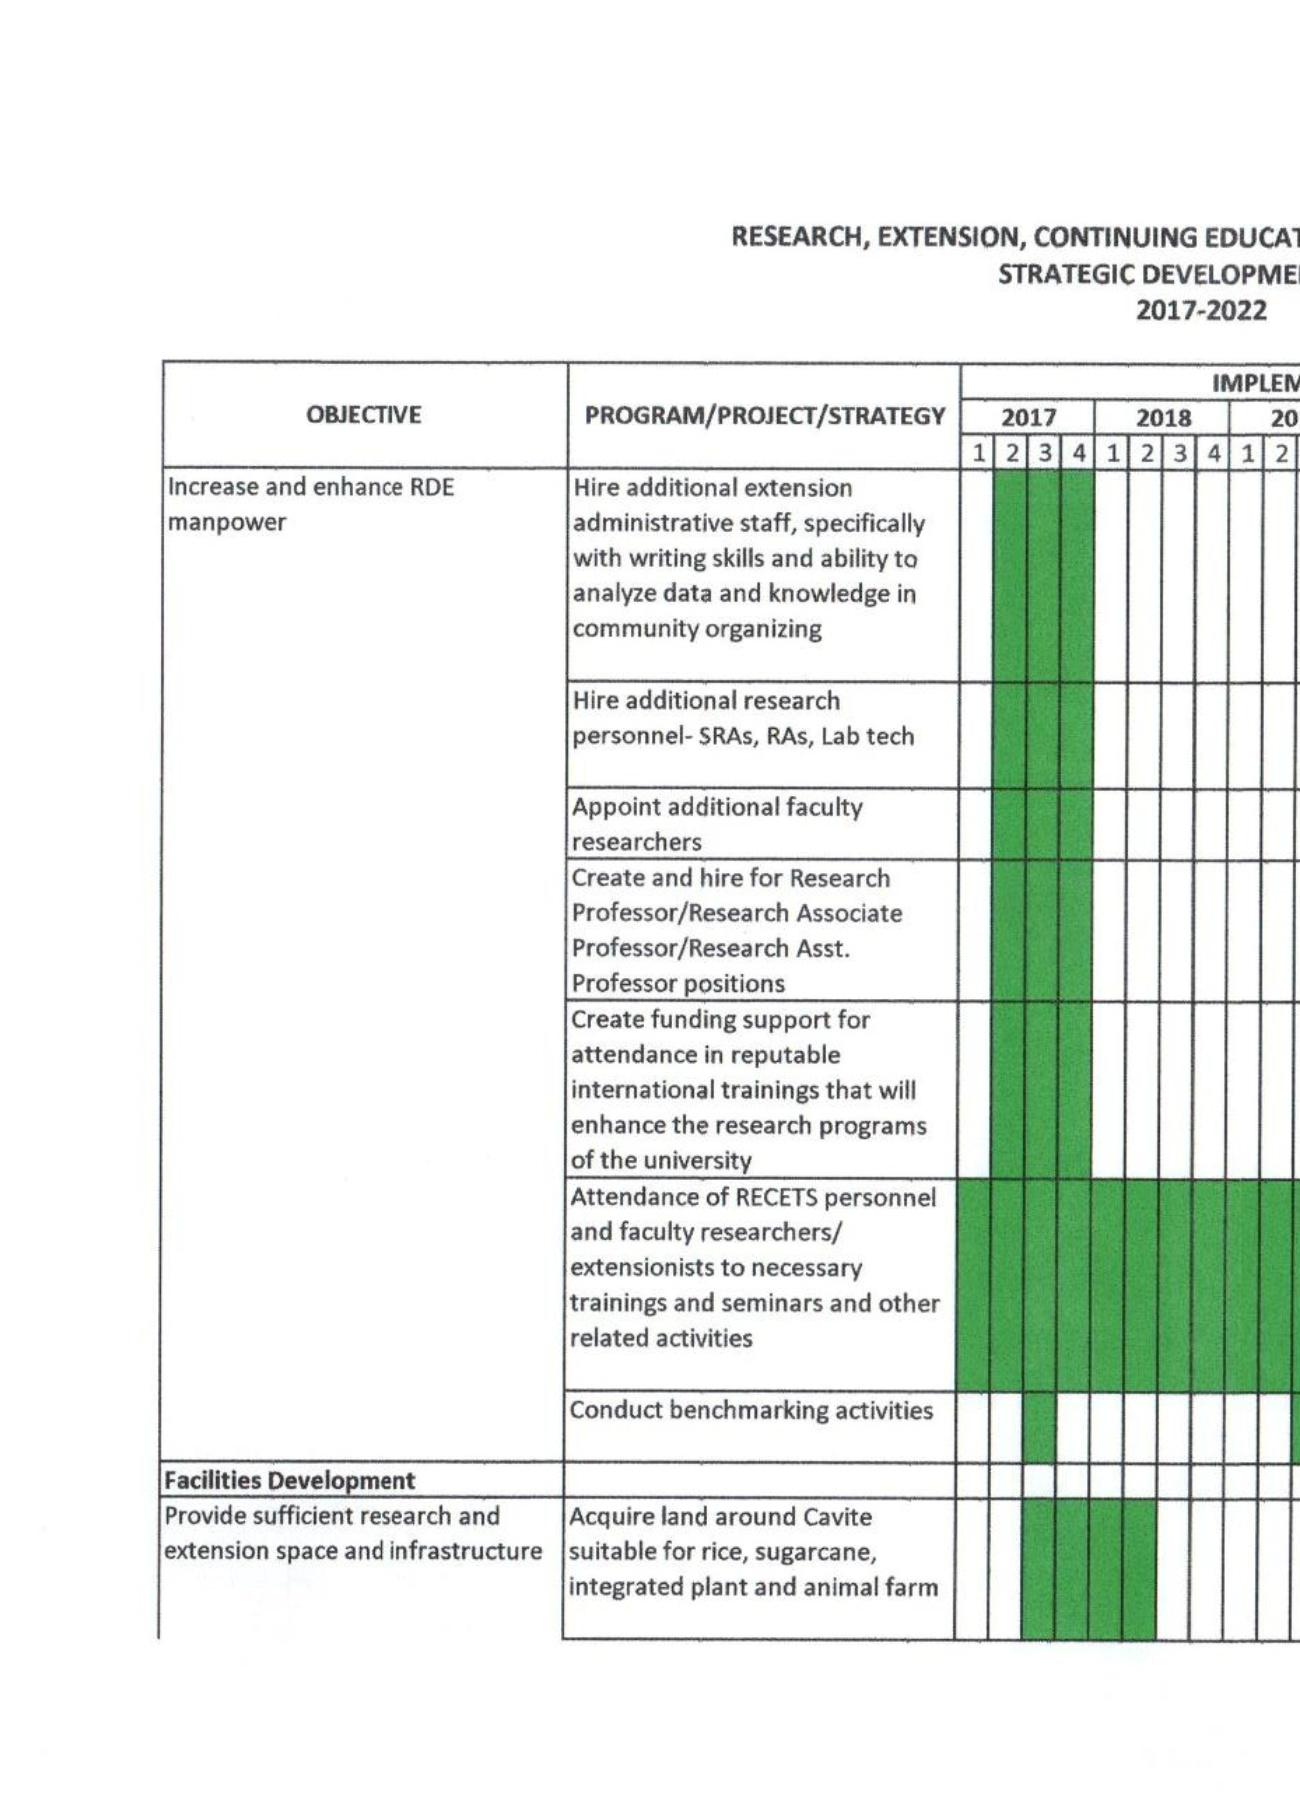 RESEARCH, EXTENSION, CONTINUING EDUCAT
STRATEGIC DEVELOPME
2017-2022
IMPLEM
OBJECTIVE
PROGRAM/PROJECT/STRATEGY
2017 2018 20
1 2 3 4 1 2 3 4 1 2
Increase and enhance RDE
manpower
Hire additional extension
administrative staff, specifically
with writing skills and ability to
analyze data and knowledge in
community organizing
Hire additional research
personnel- SRAs, RAs, Lab tech
Appoint additional faculty
researchers
Create and hire for Research
Professor/Research Associate
Professor/Research Asst.
Professor positions
Create funding support for
attendance in reputable
international trainings that will
enhance the research programs
of the university
Attendance of RECETS personnel
and faculty researchers/
extensionists to necessary
trainings and seminars and other
related activities
Conduct benchmarking activities
Facilities Development
Provide sufficient research and
extension space and infrastructure
Acquire land around Cavite
suitable for rice, sugarcane,
integrated plant and animal farm